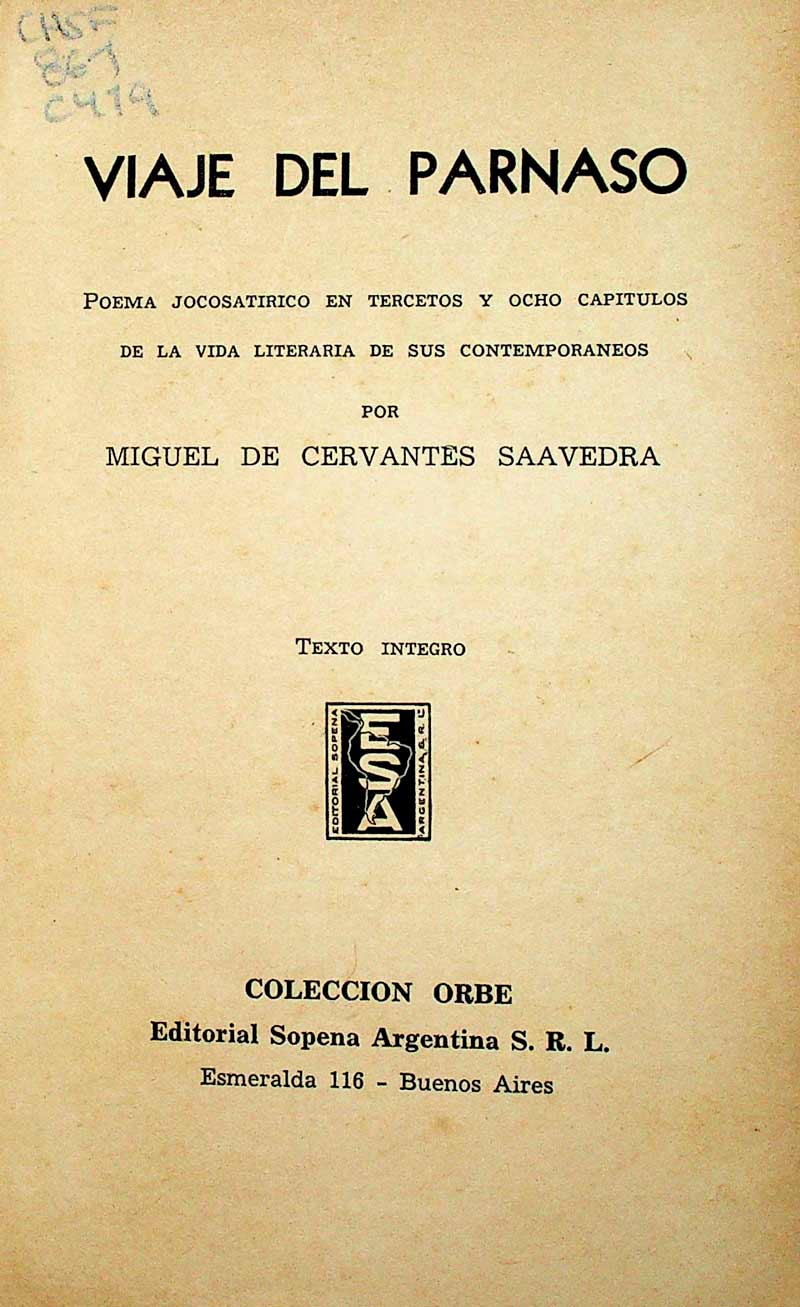 CHSF
861
C419
VIAJE DEL PARNASO
POEMA JOCOSATIRICO EN TERCETOS Y OCHO CAPITULOS
DE LA VIDA LITERARIA DE SUS CONTEMPORANEOS
POR
MIGUEL DE CERVANTES SAAVEDRA
TEXTO INTEGRO
EDITORIAL SOPENA
ESA
ARGENTINA S. R. L.
COLECCION ORBE
Editorial Sopena Argentina S. R. L.
Esmeralda 116 - Buenos Aires